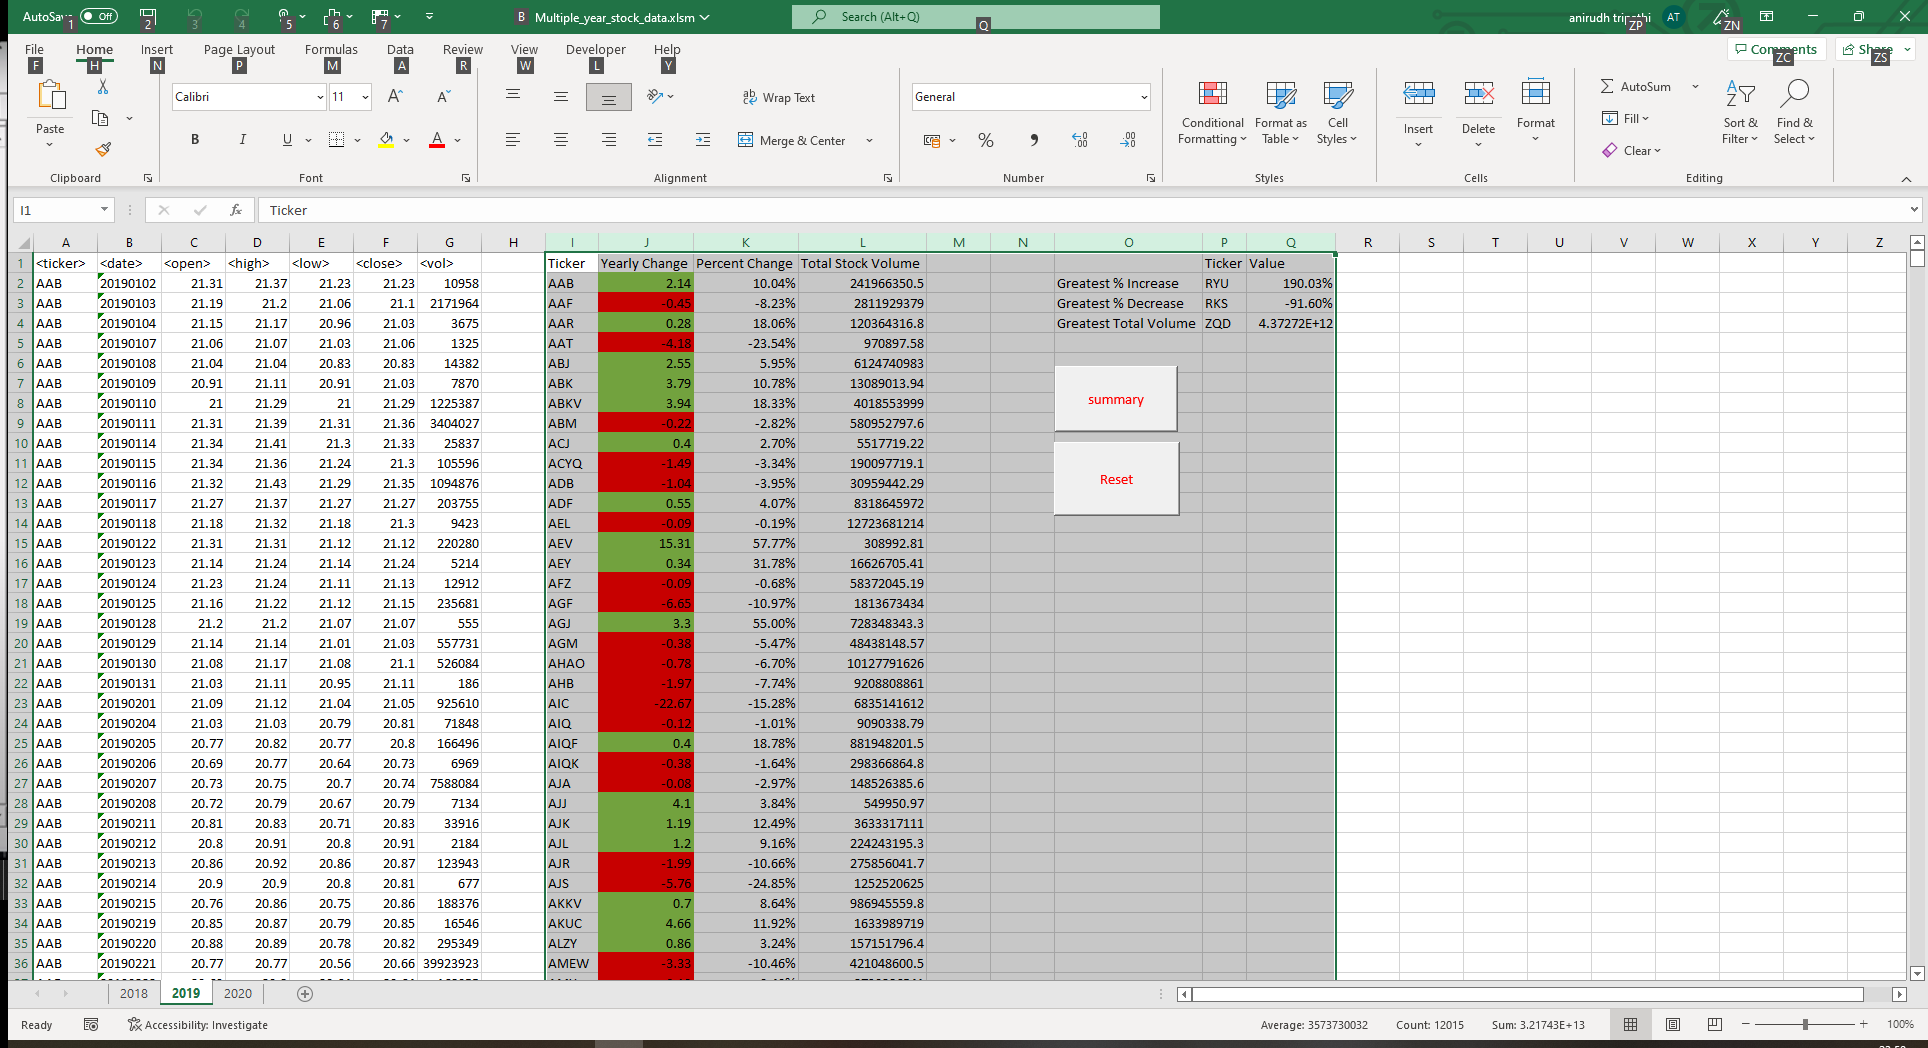 AutoSave Off Multiple_year_stock_data.xlsm Search (Alt+Q) anirudh tripathi AT
1 2 3 4 5 6 7 B Q ZP ZN
File Home Insert Page Layout Formulas Data Review View Developer Help Comments Share
F H N P M A R W L Y ZC ZS
Calibri 11 Wrap Text General AutoSum
Paste B I U Merge & Center Conditional Formatting Format as Table Cell Styles Insert Delete Format Fill Clear Sort & Filter Find & Select
Clipboard Font Alignment Number Styles Cells Editing
I1 fx Ticker
A B C D E F G H I J K L M N O P Q R S T U V W X Y Z
1 <ticker> <date> <open> <high> <low> <close> <vol> Ticker Yearly Change Percent Change Total Stock Volume Ticker Value
2 AAB 20190102 21.31 21.37 21.23 21.23 10958 AAB 2.14 10.04% 241966350.5 Greatest % Increase RYU 190.03%
3 AAB 20190103 21.19 21.2 21.06 21.1 2171964 AAF -0.45 -8.23% 2811929379 Greatest % Decrease RKS -91.60%
4 AAB 20190104 21.15 21.17 20.96 21.03 3675 AAR 0.28 18.06% 120364316.8 Greatest Total Volume ZQD 4.37272E+12
5 AAB 20190107 21.06 21.07 21.03 21.06 1325 AAT -4.18 -23.54% 970897.58
6 AAB 20190108 21.04 21.04 20.83 20.83 14382 ABJ 2.55 5.95% 6124740983
7 AAB 20190109 20.91 21.11 20.91 21.03 7870 ABK 3.79 10.78% 13089013.94
8 AAB 20190110 21 21.29 21 21.29 1225387 ABKV 3.94 18.33% 4018553999 summary
9 AAB 20190111 21.31 21.39 21.31 21.36 3404027 ABM -0.22 -2.82% 580952797.6
10 AAB 20190114 21.34 21.41 21.3 21.33 25837 ACJ 0.4 2.70% 5517719.22
11 AAB 20190115 21.34 21.36 21.24 21.3 105596 ACYQ -1.49 -3.34% 190097719.1
12 AAB 20190116 21.32 21.43 21.29 21.35 1094876 ADB -1.04 -3.95% 30959442.29 Reset
13 AAB 20190117 21.27 21.37 21.27 21.27 203755 ADF 0.55 4.07% 8318645972
14 AAB 20190118 21.18 21.32 21.18 21.3 9423 AEL -0.09 -0.19% 12723681214
15 AAB 20190122 21.31 21.31 21.12 21.12 220280 AEV 15.31 57.77% 308992.81
16 AAB 20190123 21.14 21.24 21.14 21.24 5214 AEY 0.34 31.78% 16626705.41
17 AAB 20190124 21.23 21.24 21.11 21.13 12912 AFZ -0.09 -0.68% 58372045.19
18 AAB 20190125 21.16 21.22 21.12 21.15 235681 AGF -6.65 -10.97% 1813673434
19 AAB 20190128 21.2 21.2 21.07 21.07 555 AGJ 3.3 55.00% 728348343.3
20 AAB 20190129 21.14 21.14 21.01 21.03 557731 AGM -0.38 -5.47% 48438148.57
21 AAB 20190130 21.08 21.17 21.08 21.1 526084 AHAO -0.78 -6.70% 10127791626
22 AAB 20190131 21.03 21.11 20.95 21.11 186 AHB -1.97 -7.74% 9208808861
23 AAB 20190201 21.09 21.12 21.04 21.05 925610 AIC -22.67 -15.28% 6835141612
24 AAB 20190204 21.03 21.03 20.79 20.81 71848 AIQ -0.12 -1.01% 9090338.79
25 AAB 20190205 20.77 20.82 20.77 20.8 166496 AIQF 0.4 18.78% 881948201.5
26 AAB 20190206 20.69 20.77 20.64 20.73 6969 AIQK -0.38 -1.64% 298366864.8
27 AAB 20190207 20.73 20.75 20.7 20.74 7588084 AJA -0.08 -2.97% 148526385.6
28 AAB 20190208 20.72 20.79 20.67 20.79 7134 AJJ 4.1 3.84% 549950.97
29 AAB 20190211 20.81 20.83 20.71 20.83 33916 AJK 1.19 12.49% 3633317111
30 AAB 20190212 20.8 20.91 20.8 20.91 2184 AJL 1.2 9.16% 224243195.3
31 AAB 20190213 20.86 20.92 20.86 20.87 123943 AJR -1.99 -10.66% 275856041.7
32 AAB 20190214 20.9 20.9 20.8 20.81 677 AJS -5.76 -24.85% 1252520625
33 AAB 20190215 20.76 20.86 20.75 20.86 188376 AKKV 0.7 8.64% 986945559.8
34 AAB 20190219 20.85 20.87 20.79 20.85 16546 AKUC 4.66 11.92% 1633989719
35 AAB 20190220 20.88 20.89 20.78 20.82 295349 ALZY 0.86 3.24% 157151796.4
36 AAB 20190221 20.77 20.77 20.56 20.66 39923923 AMEW -3.33 -10.46% 421048600.5
2018 2019 2020
Ready Accessibility: Investigate Average: 3573730032 Count: 12015 Sum: 3.21743E+13 100%